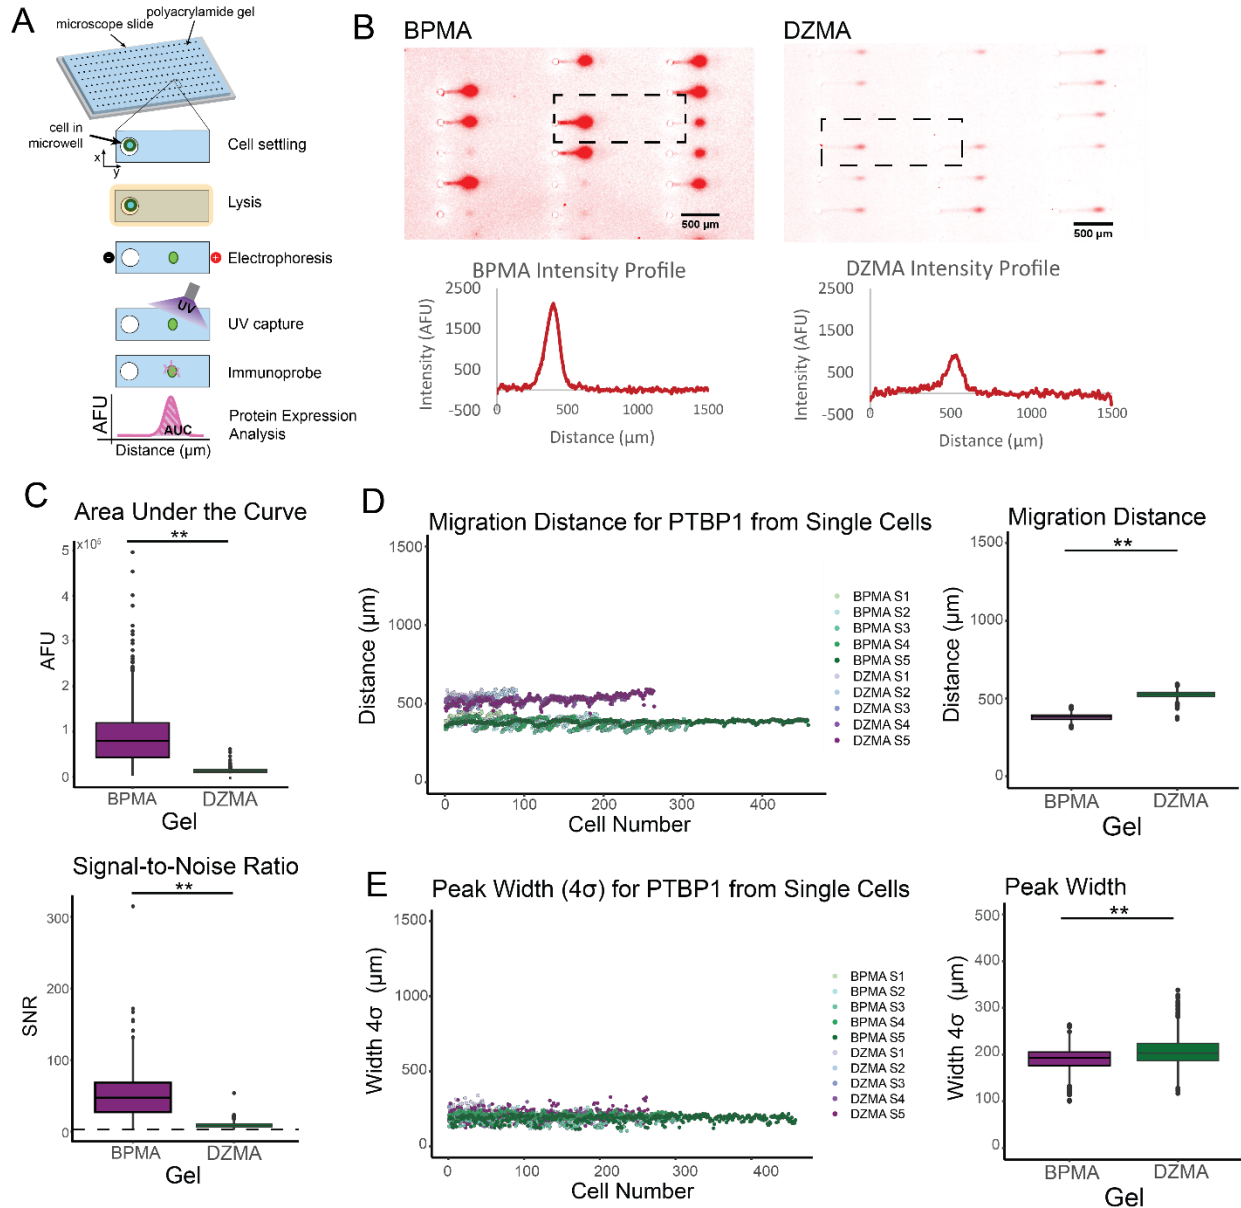 A
microscope slide
polyacrylamide gel
cell in
microwell
x
y
Cell settling
Lysis
-
+
Electrophoresis
UV
UV capture
Immunoprobe
AFU
AUC
Distance (µm)
Protein Expression
Analysis
B
BPMA
500 µm
DZMA
500 µm
BPMA Intensity Profile
Intensity (AFU)
2500
1500
500
-500
0
500
1500
Distance (µm)
DZMA Intensity Profile
Intensity (AFU)
2500
1500
500
-500
0
500
1000
1500
Distance (µm)
C
Area Under the Curve
**
x10⁶
5
3
2
1
0
AFU
BPMA
DZMA
Gel
Signal-to-Noise Ratio
**
300
200
100
0
SNR
BPMA
DZMA
Gel
D
Migration Distance for PTBP1 from Single Cells
Distance (µm)
1500
1000
500
0
0
100
200
300
400
Cell Number
BPMA S1
BPMA S2
BPMA S3
BPMA S4
BPMA S5
DZMA S1
DZMA S2
DZMA S3
DZMA S4
DZMA S5
Migration Distance
**
Distance (µm)
1500
1000
500
0
BPMA
DZMA
Gel
E
Peak Width (4σ) for PTBP1 from Single Cells
Width 4σ (µm)
1500
1000
500
0
0
100
200
300
400
Cell Number
BPMA S1
BPMA S2
BPMA S3
BPMA S4
BPMA S5
DZMA S1
DZMA S2
DZMA S3
DZMA S4
DZMA S5
Peak Width
**
Width 4σ (µm)
500
400
300
200
100
0
BPMA
DZMA
Gel